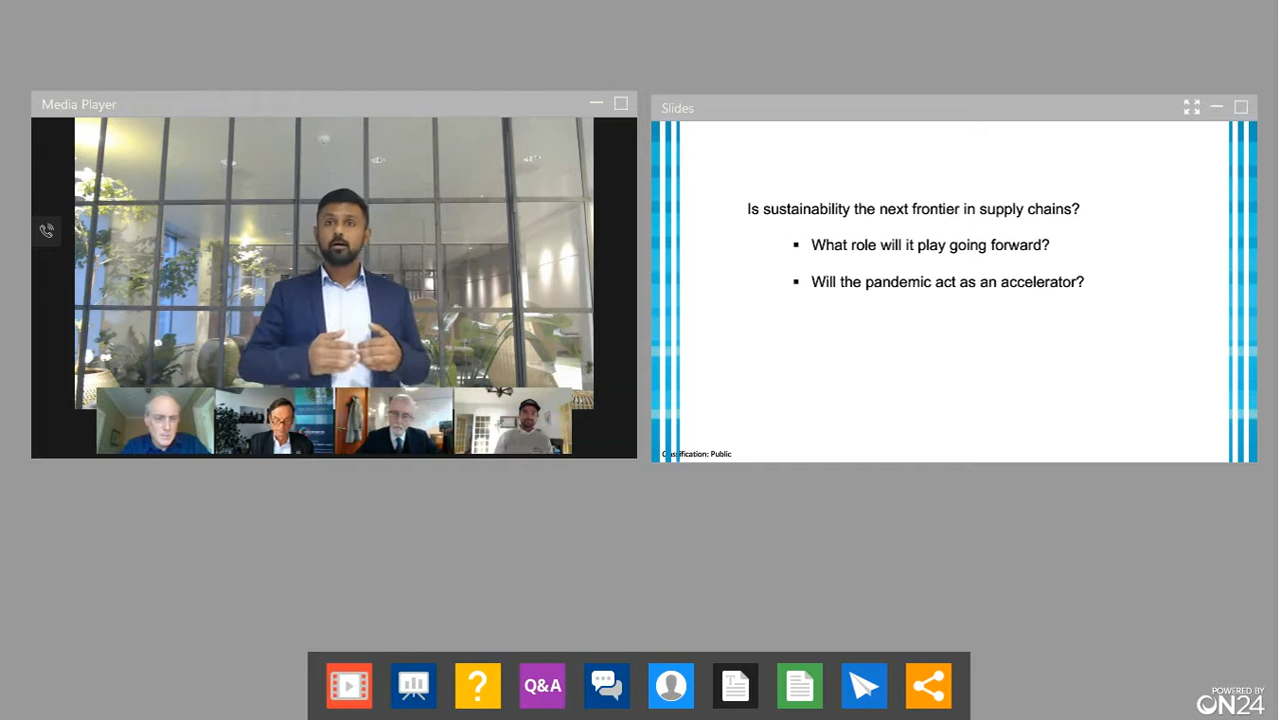 Media Player
Slides
Is sustainability the next frontier in supply chains?
▪ What role will it play going forward?
▪ Will the pandemic act as an accelerator?
Classification: Public
?
Q&A
T
POWERED BY
ON24